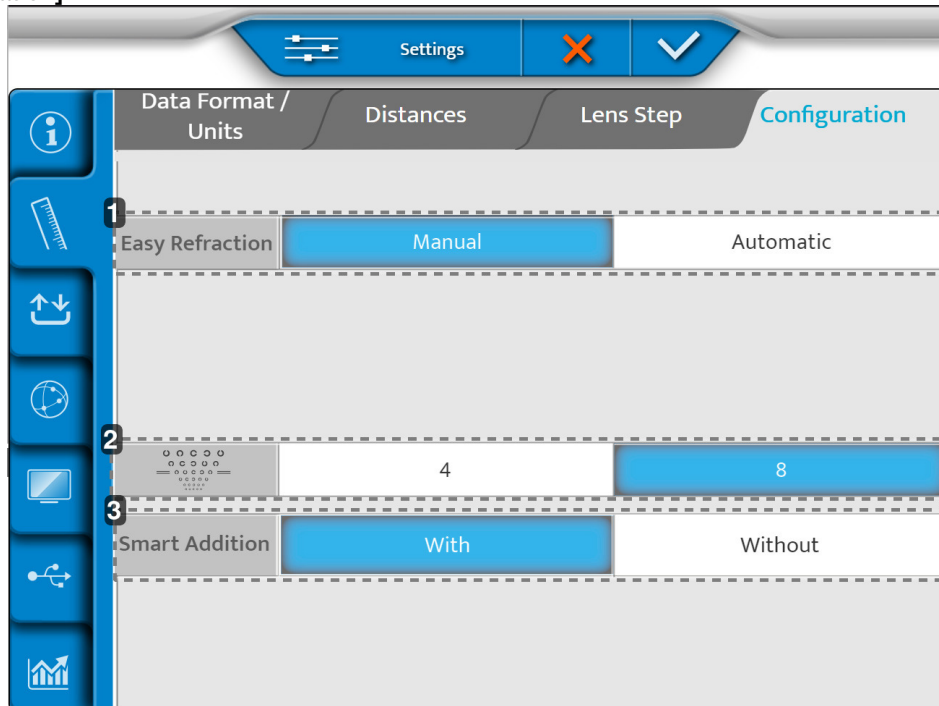 Settings
Data Format /
Units
Distances
Lens Step
Configuration
1
Easy Refraction
Manual
Automatic
2
4
8
3
Smart Addition
With
Without